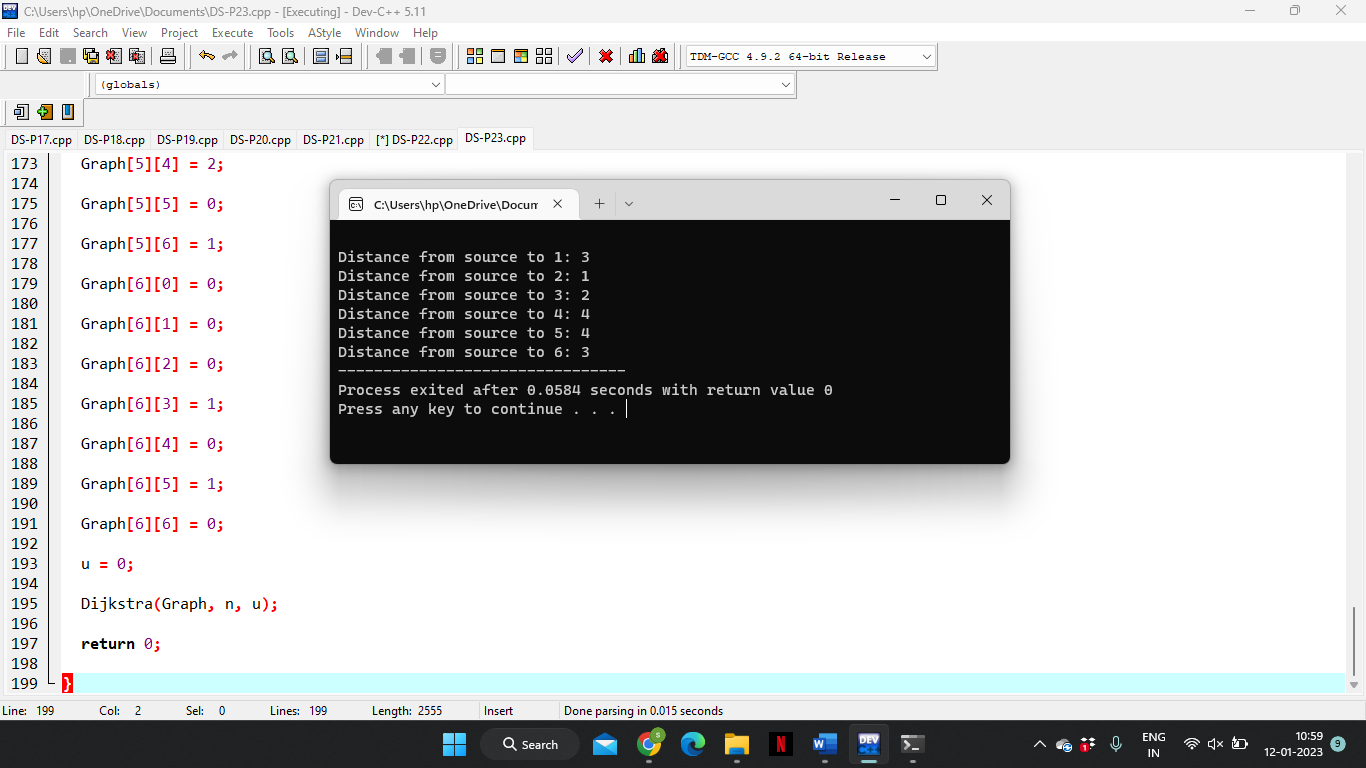 C:\Users\hp\OneDrive\Documents\DS-P23.cpp - [Executing] - Dev-C++ 5.11
File Edit Search View Project Execute Tools AStyle Window Help
TDM-GCC 4.9.2 64-bit Release
(globals)
DS-P17.cpp DS-P18.cpp DS-P19.cpp DS-P20.cpp DS-P21.cpp [*] DS-P22.cpp DS-P23.cpp
173 Graph[5][4] = 2;
174
175 Graph[5][5] = 0;
176
177 Graph[5][6] = 1;
178
179 Graph[6][0] = 0;
180
181 Graph[6][1] = 0;
182
183 Graph[6][2] = 0;
184
185 Graph[6][3] = 1;
186
187 Graph[6][4] = 0;
188
189 Graph[6][5] = 1;
190
191 Graph[6][6] = 0;
192
193 u = 0;
194
195 Dijkstra(Graph, n, u);
196
197 return 0;
198
199 }
C:\Users\hp\OneDrive\Docum
Distance from source to 1: 3
Distance from source to 2: 1
Distance from source to 3: 2
Distance from source to 4: 4
Distance from source to 5: 4
Distance from source to 6: 3
--------------------------------
Process exited after 0.0584 seconds with return value 0
Press any key to continue . . .
Line: 199 Col: 2 Sel: 0 Lines: 199 Length: 2555 Insert Done parsing in 0.015 seconds
Search
S
N
W
DEV
1
ENG
IN
10:59
12-01-2023
9